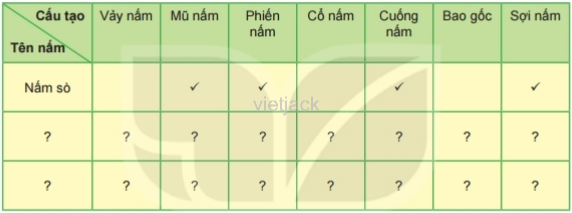 Cấu tạo Vảy nấm Mũ nấm Phiến nấm Cổ nấm Cuống nấm Bao gốc Sợi nấm
Tên nấm
Nấm sò ✓ ✓ ✓ ✓
vietjack
? ? ? ? ? ? ? ?
? ? ? ? ? ? ? ?